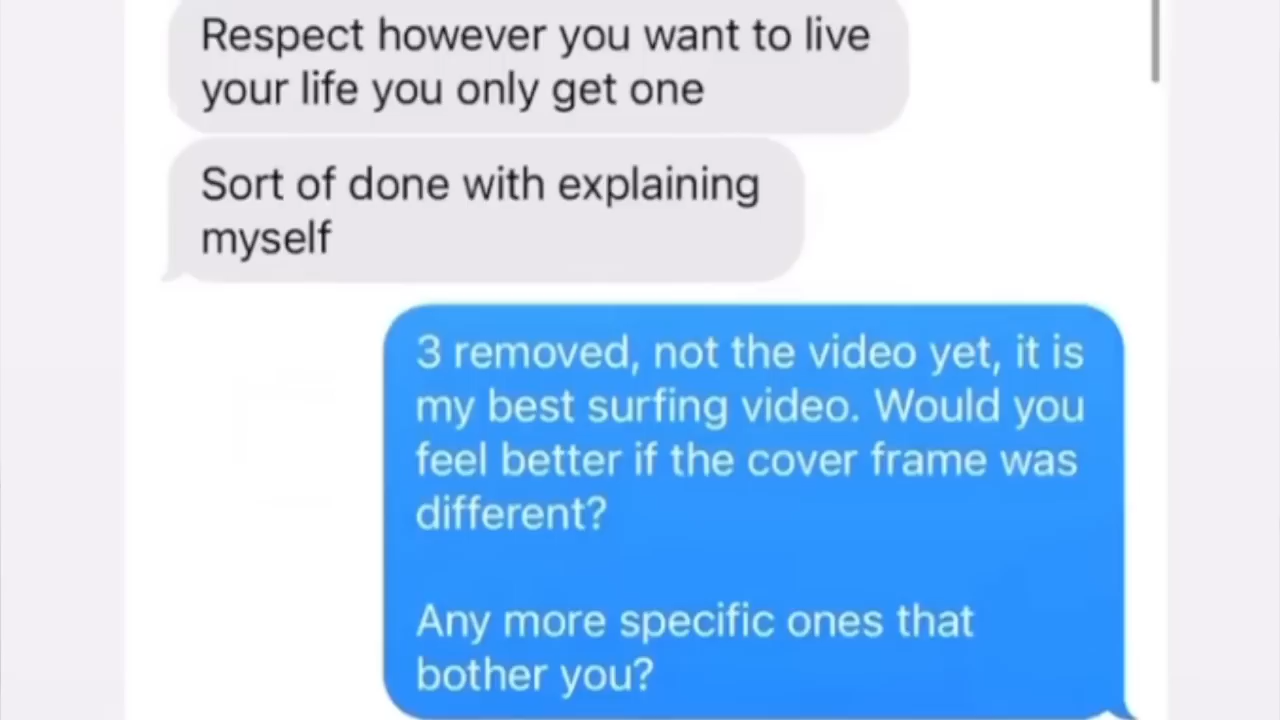 Respect however you want to live
your life you only get one
Sort of done with explaining
myself
3 removed, not the video yet, it is
my best surfing video. Would you
feel better if the cover frame was
different?
Any more specific ones that
bother you?